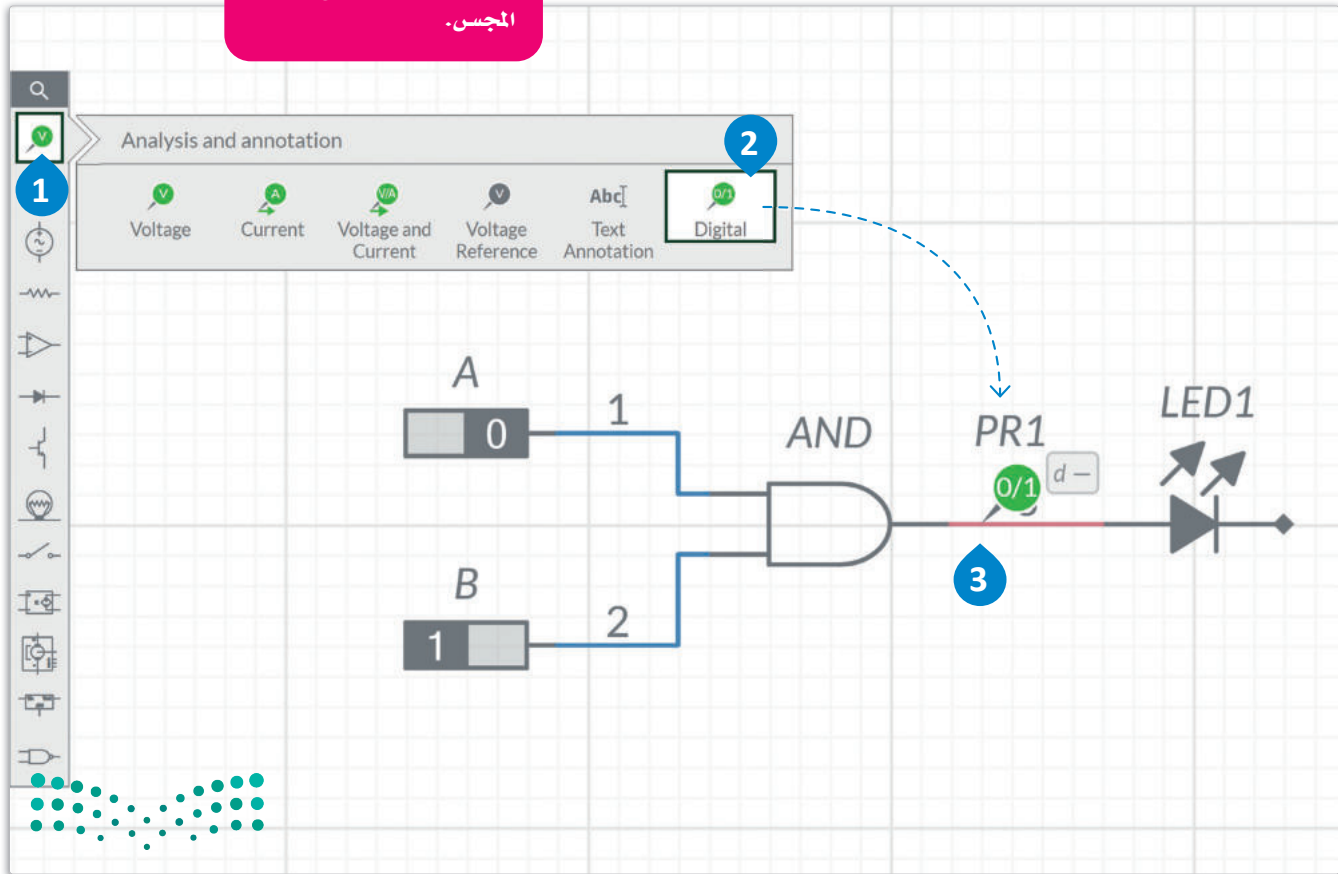 المجس.
Analysis and annotation
2
1
V
V
A
V/A
V
Abc
0/1
Voltage
Current
Voltage and
Current
Voltage
Reference
Text
Annotation
Digital
A
0
1
AND
PR1
0/1
d –
LED1
3
B
1
2